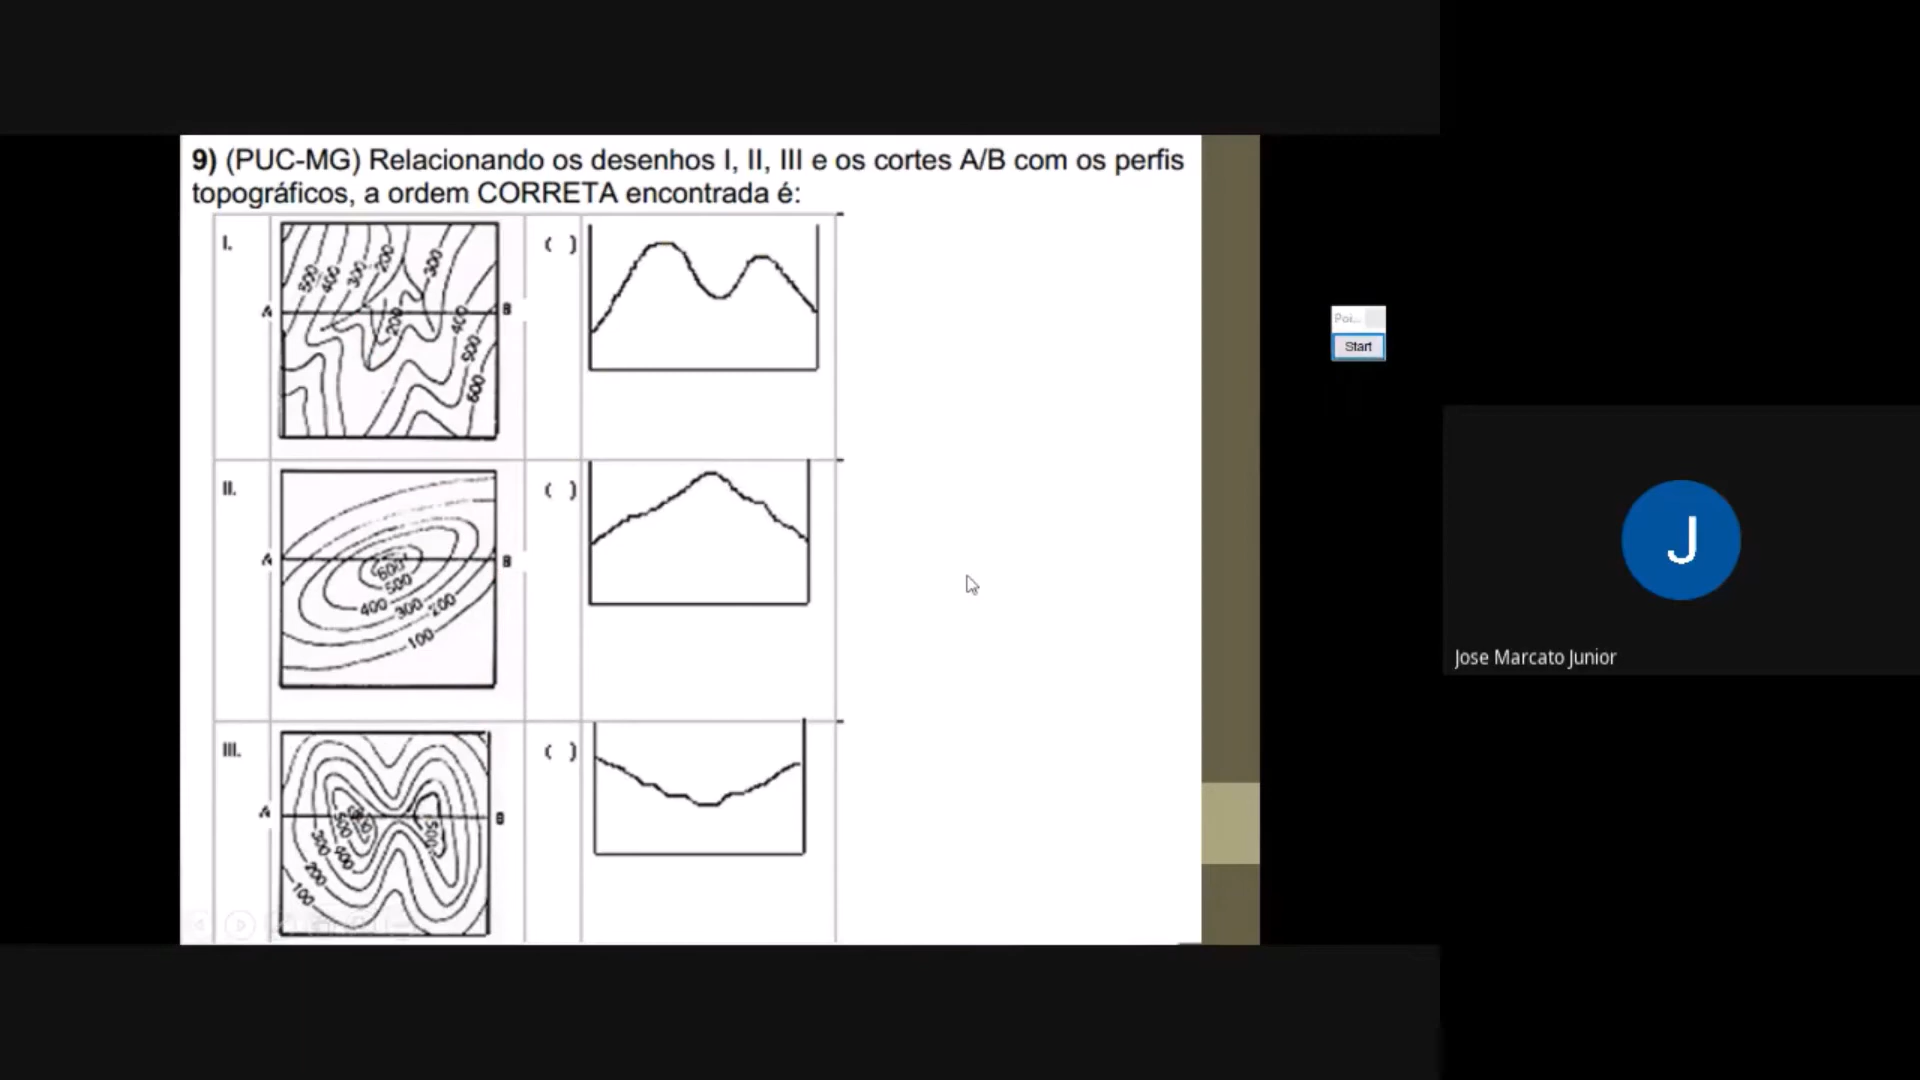 9) (PUC-MG) Relacionando os desenhos I, II, III e os cortes A/B com os perfis
topográficos, a ordem CORRETA encontrada é:
I.
500
400
300
200
300
A
200
400
B
500
600
( )
II.
A
B
600
500
400
300
200
100
( )
III.
A
B
500
500
300
400
200
100
( )
Poi...
Start
J
Jose Marcato Junior